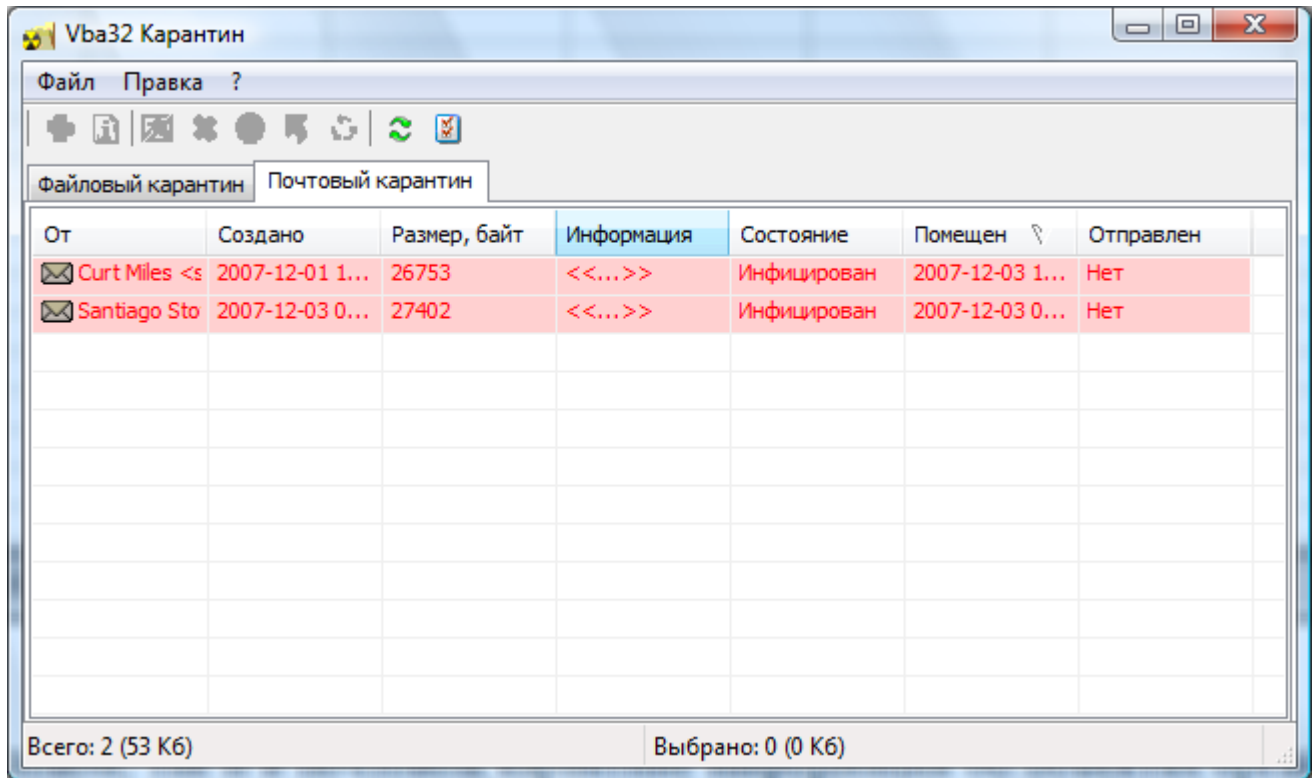 Vba32 Карантин
Файл Правка ?
Файловый карантин Почтовый карантин
От Создано Размер, байт Информация Состояние Помещен Отправлен
Curt Miles <s 2007-12-01 1... 26753 <<...>> Инфицирован 2007-12-03 1... Нет
Santiago Sto 2007-12-03 0... 27402 <<...>> Инфицирован 2007-12-03 0... Нет
Всего: 2 (53 Кб) Выбрано: 0 (0 Кб)